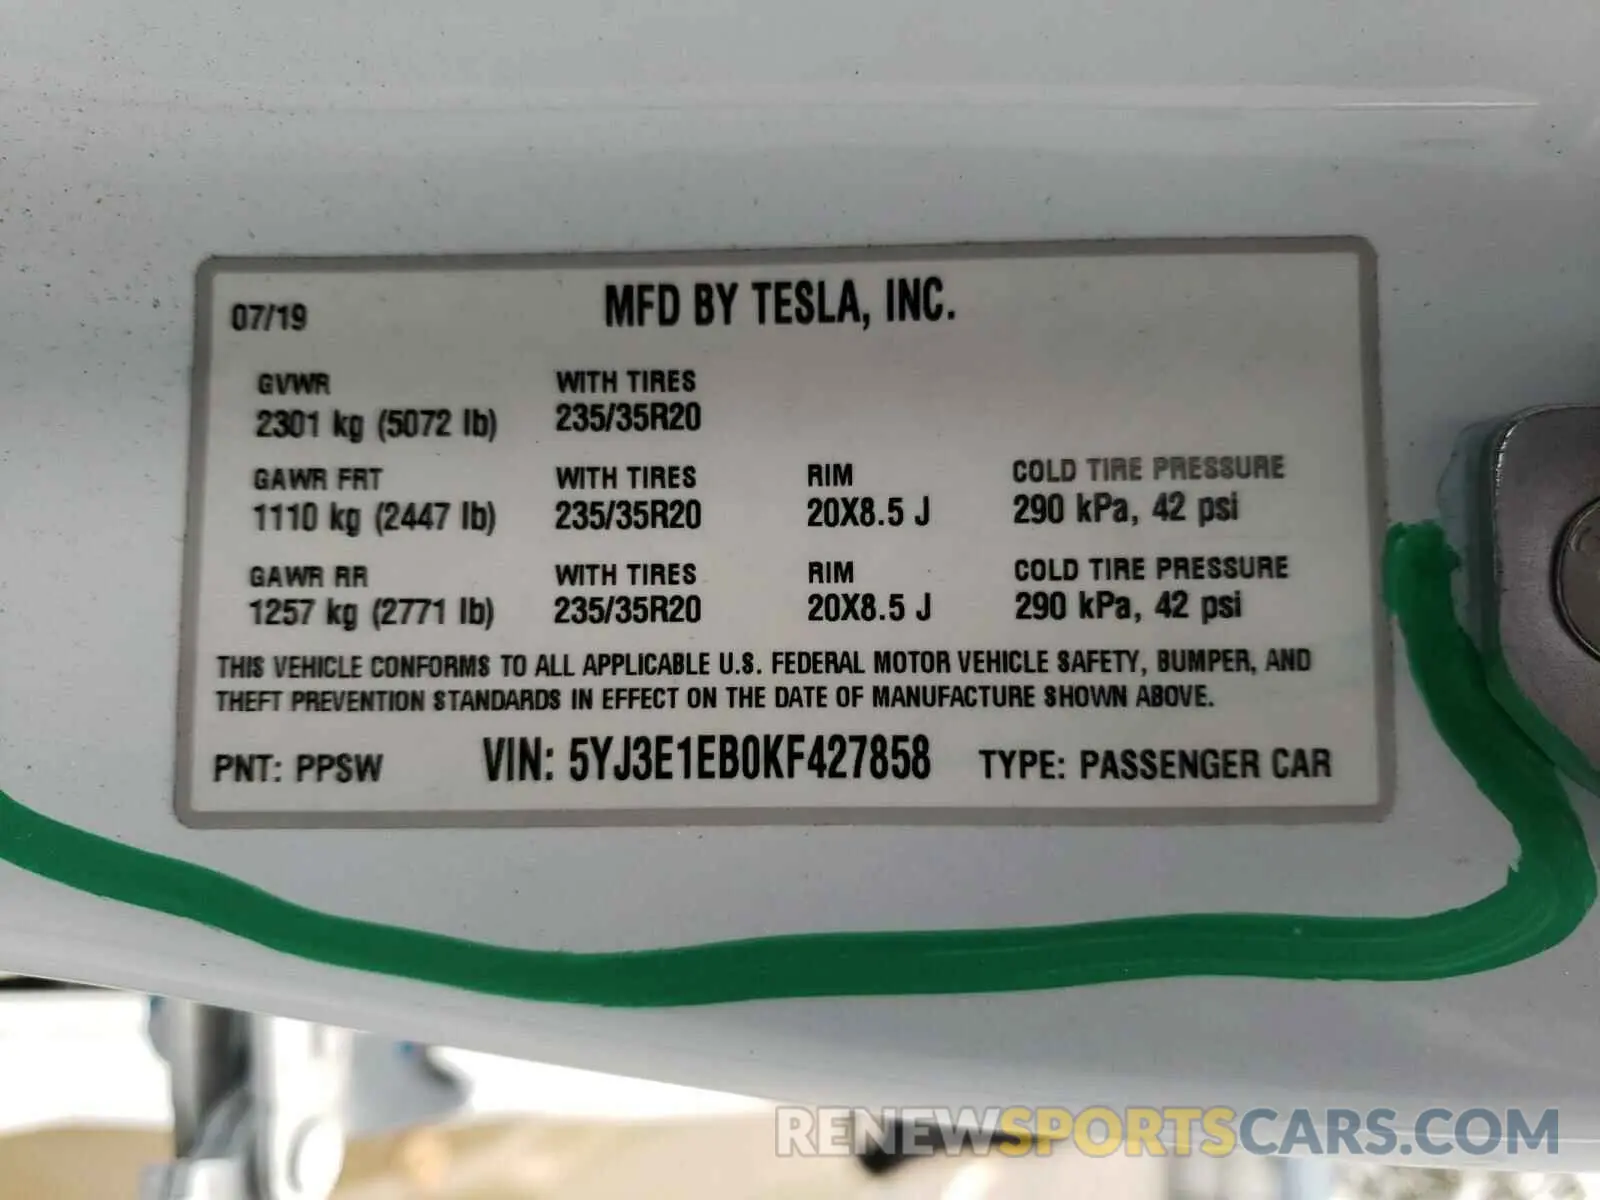 07/19 MFD BY TESLA, INC.
GVWR WITH TIRES
2301 kg (5072 lb) 235/35R20
GAWR FRT WITH TIRES RIM COLD TIRE PRESSURE
1110 kg (2447 lb) 235/35R20 20X8.5 J 290 kPa, 42 psi
GAWR RR WITH TIRES RIM COLD TIRE PRESSURE
1257 kg (2771 lb) 235/35R20 20X8.5 J 290 kPa, 42 psi
THIS VEHICLE CONFORMS TO ALL APPLICABLE U.S. FEDERAL MOTOR VEHICLE SAFETY, BUMPER, AND
THEFT PREVENTION STANDARDS IN EFFECT ON THE DATE OF MANUFACTURE SHOWN ABOVE.
PNT: PPSW VIN: 5YJ3E1EB0KF427858 TYPE: PASSENGER CAR
RENEWSPORTSCARS.COM